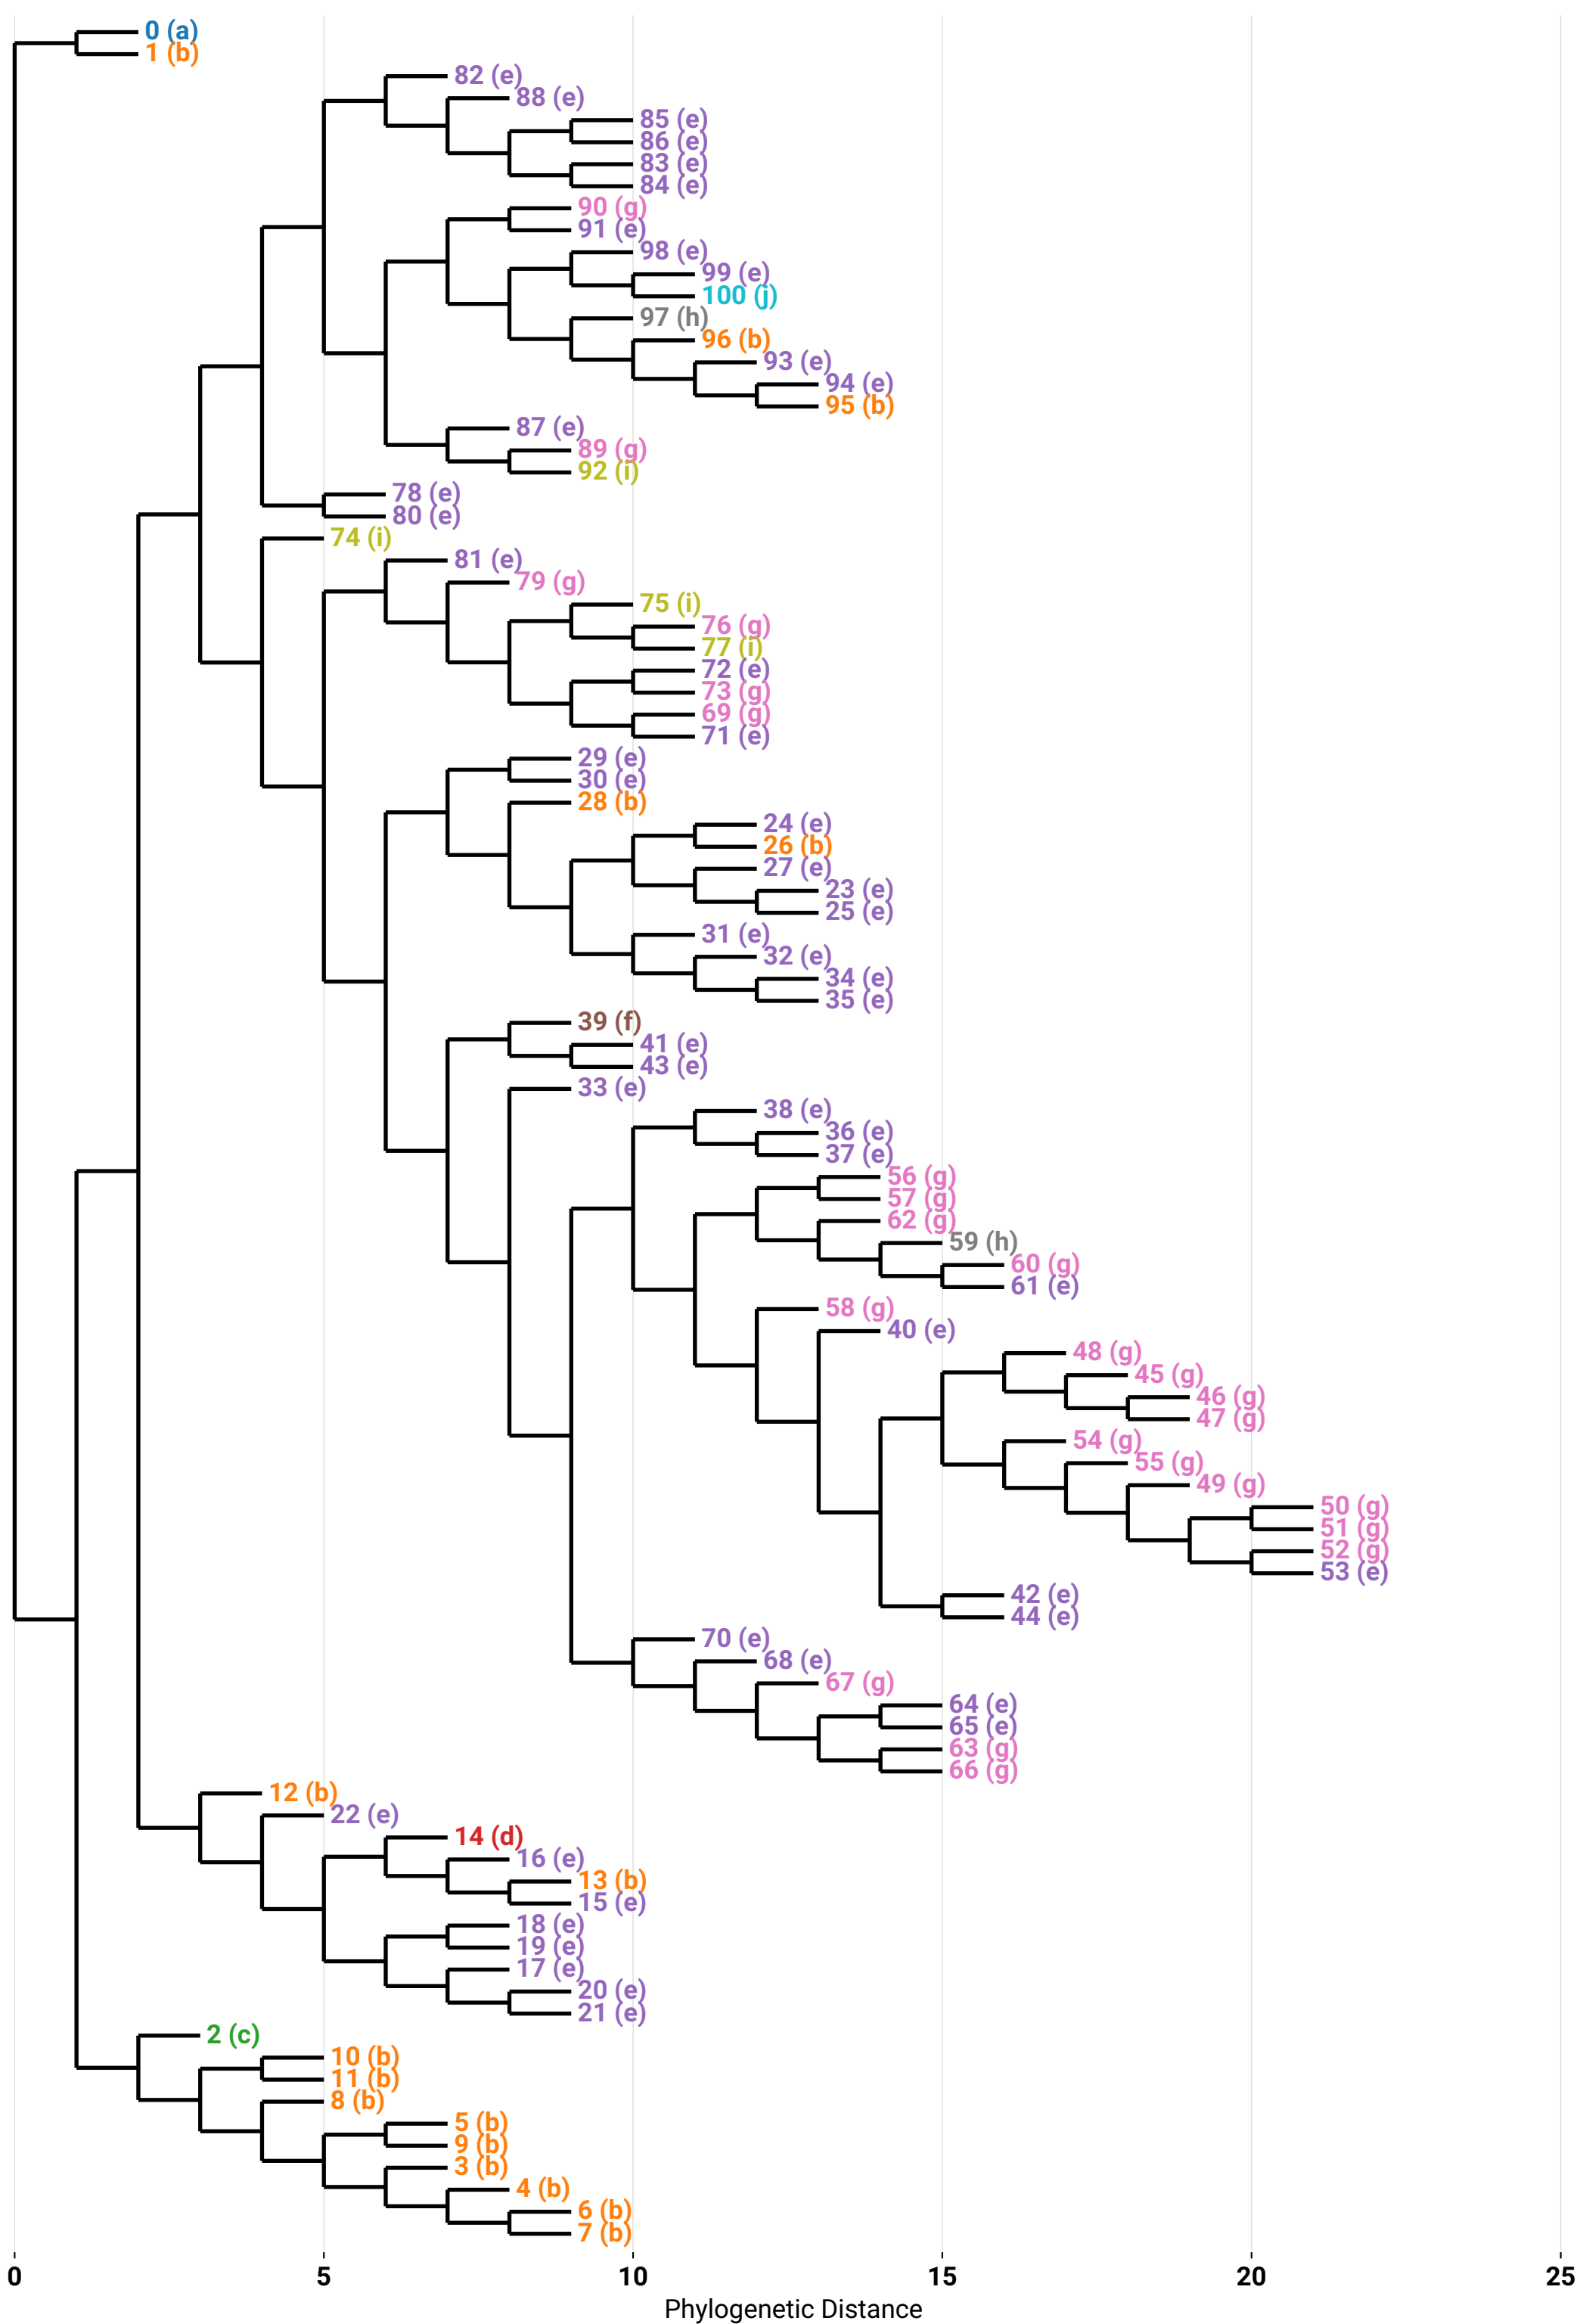 0 (a)
1 (b)
82 (e)
88 (e)
85 (e)
86 (e)
83 (e)
84 (e)
90 (g)
91 (e)
98 (e)
99 (e)
100 (j)
97 (h)
96 (b)
93 (e)
94 (e)
95 (b)
87 (e)
89 (g)
92 (i)
78 (e)
80 (e)
74 (i)
81 (e)
79 (g)
75 (i)
76 (g)
77 (i)
72 (e)
73 (g)
69 (g)
71 (e)
29 (e)
30 (e)
28 (b)
24 (e)
26 (b)
27 (e)
23 (e)
25 (e)
31 (e)
32 (e)
34 (e)
35 (e)
39 (f)
41 (e)
43 (e)
33 (e)
38 (e)
36 (e)
37 (e)
56 (g)
57 (g)
62 (g)
59 (h)
60 (g)
61 (e)
58 (g)
40 (e)
48 (g)
45 (g)
46 (g)
47 (g)
54 (g)
55 (g)
49 (g)
50 (g)
51 (g)
52 (g)
53 (e)
42 (e)
44 (e)
70 (e)
68 (e)
67 (g)
64 (e)
65 (e)
63 (g)
66 (g)
12 (b)
22 (e)
14 (d)
16 (e)
13 (b)
15 (e)
18 (e)
19 (e)
17 (e)
20 (e)
21 (e)
2 (c)
10 (b)
11 (b)
8 (b)
5 (b)
9 (b)
3 (b)
4 (b)
6 (b)
7 (b)
0 5 10 15 20 25
Phylogenetic Distance